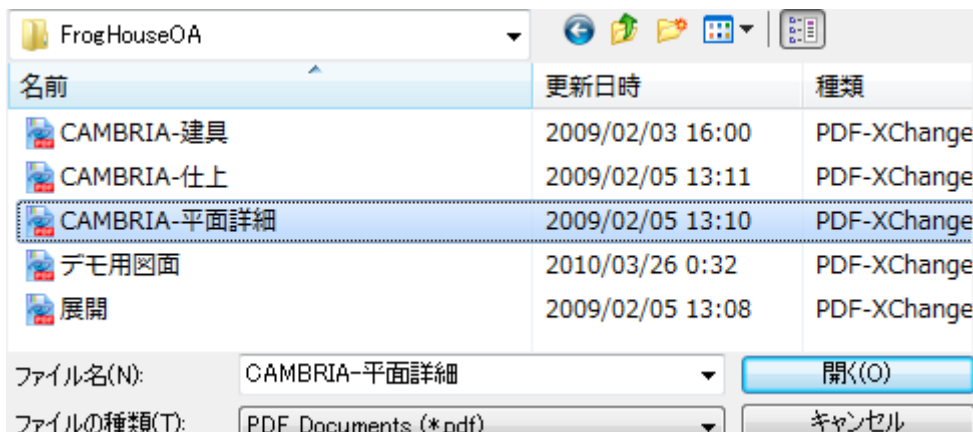 FrogHouseOA
名前 更新日時 種類
CAMBRIA-建具 2009/02/03 16:00 PDF-XChange
CAMBRIA-仕上 2009/02/05 13:11 PDF-XChange
CAMBRIA-平面詳細 2009/02/05 13:10 PDF-XChange
デモ用図面 2010/03/26 0:32 PDF-XChange
展開 2009/02/05 13:08 PDF-XChange
ファイル名(N): CAMBRIA-平面詳細 開く(O)
ファイルの種類(T): PDF Documents (*.pdf) キャンセル